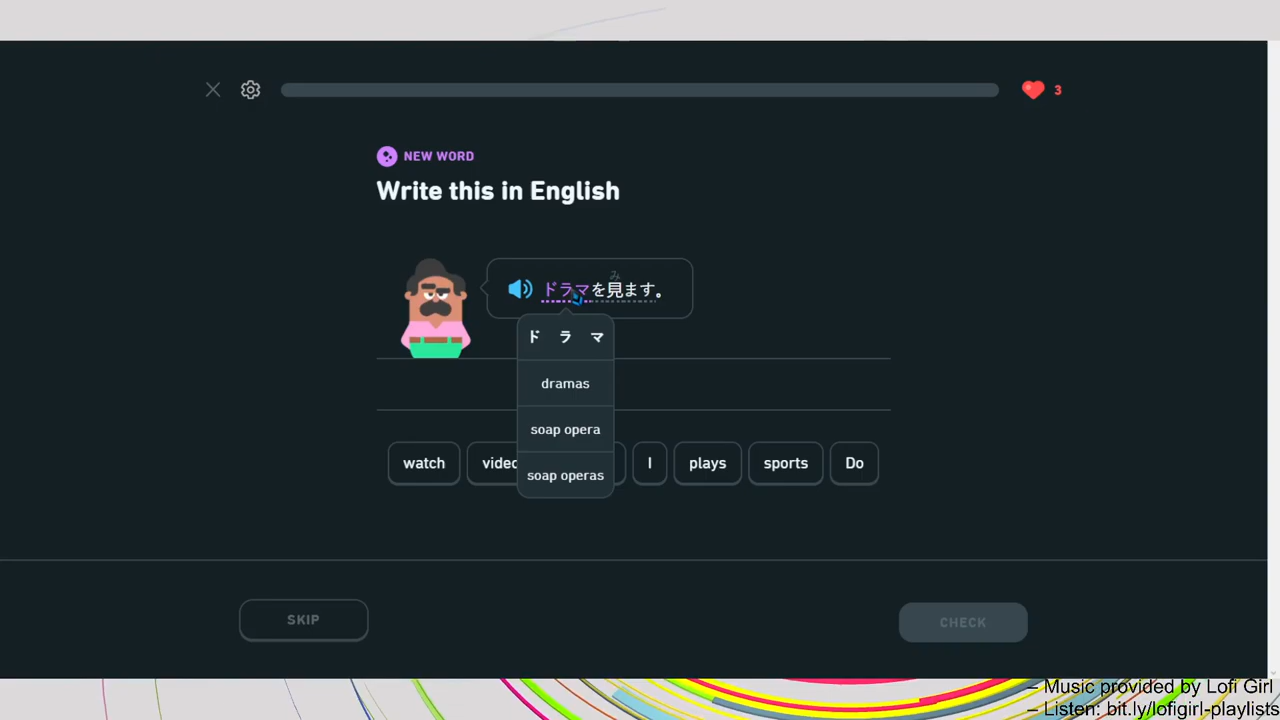 3
NEW WORD
Write this in English
み
ドラマを見ます。
ド ラ マ
dramas
soap opera
soap operas
watch
I
plays
sports
Do
SKIP
CHECK
– Music provided by Lofi Girl
– Listen: bit.ly/lofigirl-playlists